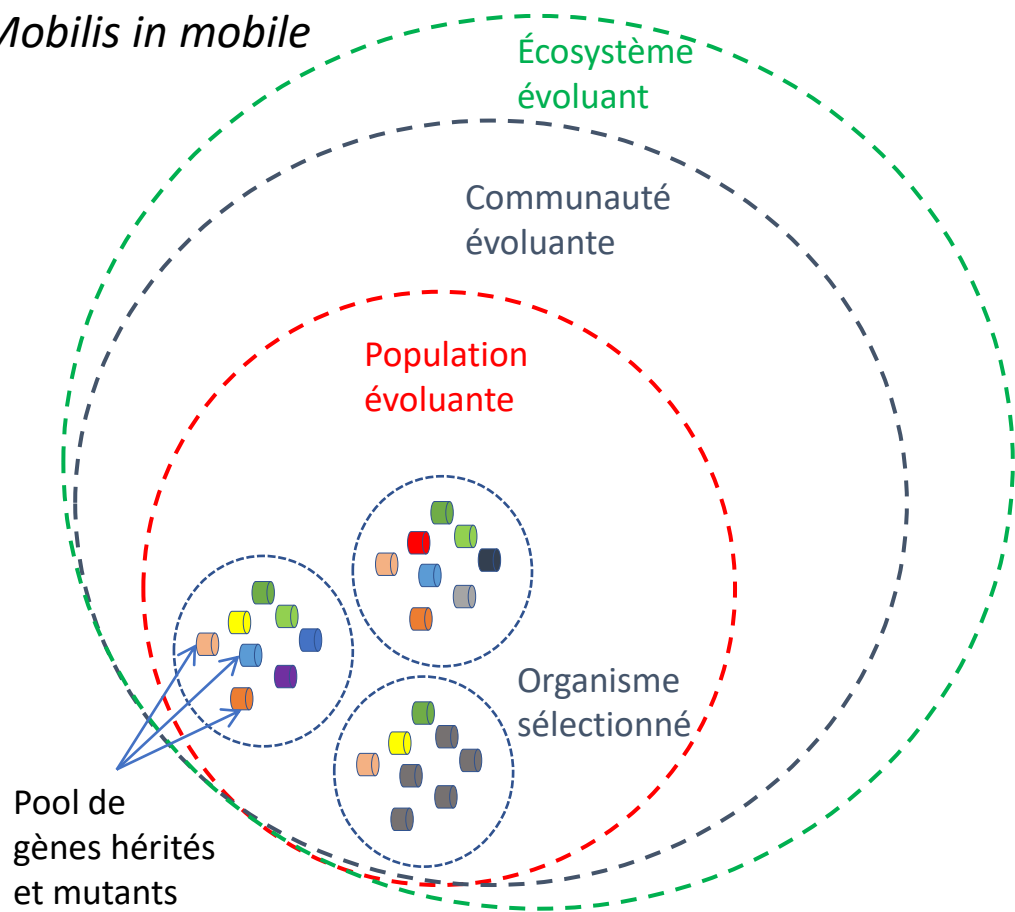 Mobilis in mobile
Écosystème
évoluant
Communauté
évoluante
Population
évoluante
Organisme
sélectionné
Pool de
gènes hérités
et mutants